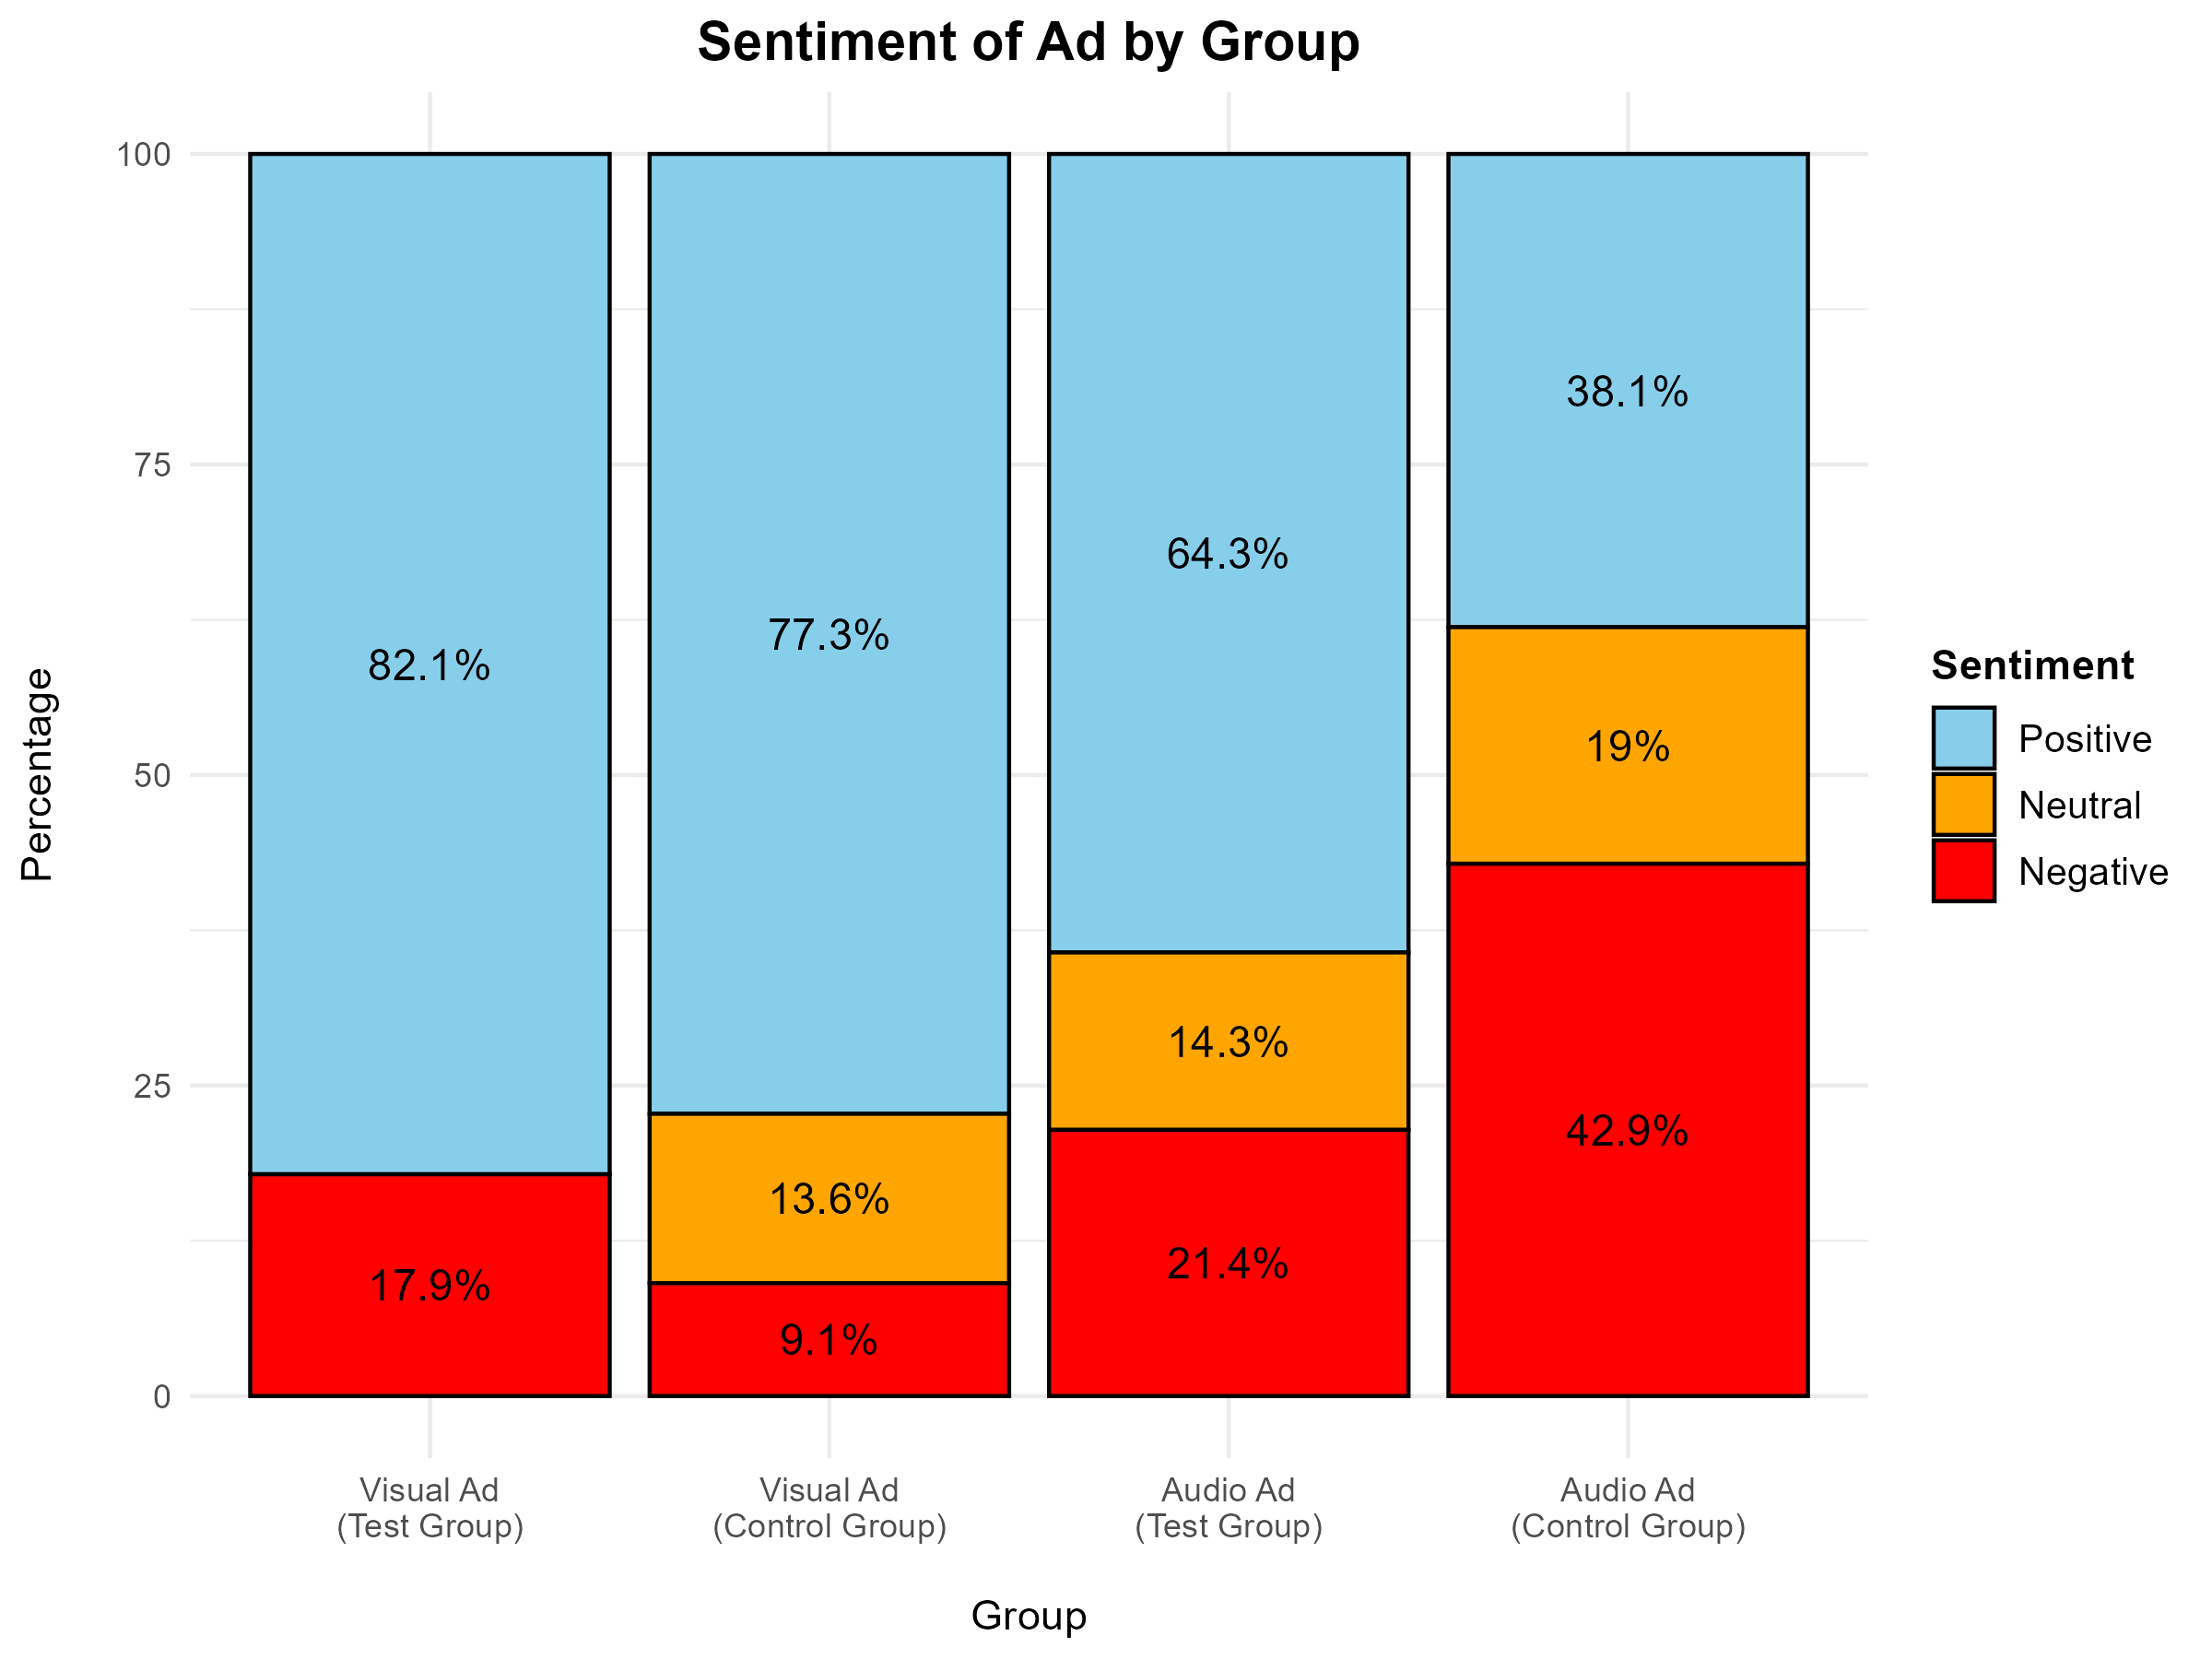 Sentiment of Ad by Group
Percentage
100
75
50
25
0
82.1%
17.9%
77.3%
13.6%
9.1%
64.3%
14.3%
21.4%
38.1%
19%
42.9%
Visual Ad
(Test Group)
Visual Ad
(Control Group)
Audio Ad
(Test Group)
Audio Ad
(Control Group)
Group
Sentiment
Positive
Neutral
Negative